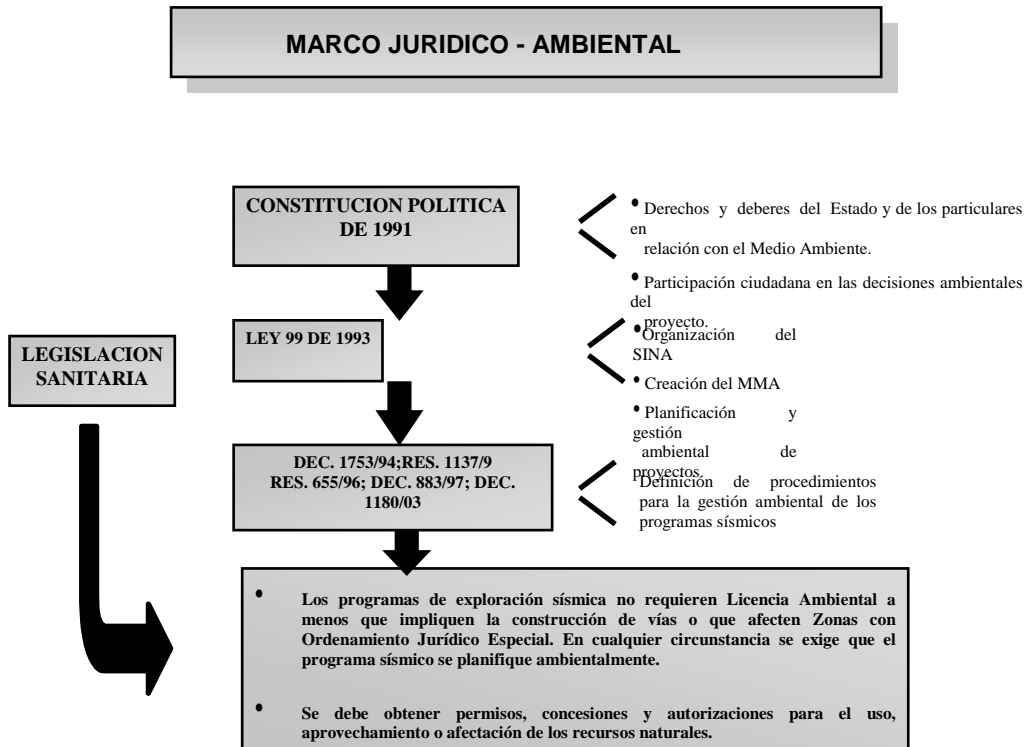 MARCO JURIDICO - AMBIENTAL
CONSTITUCION POLITICA
DE 1991
• Derechos y deberes del Estado y de los particulares
en
relación con el Medio Ambiente.
• Participación ciudadana en las decisiones ambientales
del
proyecto.
LEY 99 DE 1993
• Organización del
SINA
• Creación del MMA
• Planificación y
gestión
ambiental de
proyectos
LEGISLACION
SANITARIA
DEC. 1753/94;RES. 1137/9
RES. 655/96; DEC. 883/97; DEC.
1180/03
Definición de procedimientos
para la gestión ambiental de los
programas sísmicos
• Los programas de exploración sísmica no requieren Licencia Ambiental a
menos que impliquen la construcción de vías o que afecten Zonas con
Ordenamiento Jurídico Especial. En cualquier circunstancia se exige que el
programa sísmico se planifique ambientalmente.
• Se debe obtener permisos, concesiones y autorizaciones para el uso,
aprovechamiento o afectación de los recursos naturales.